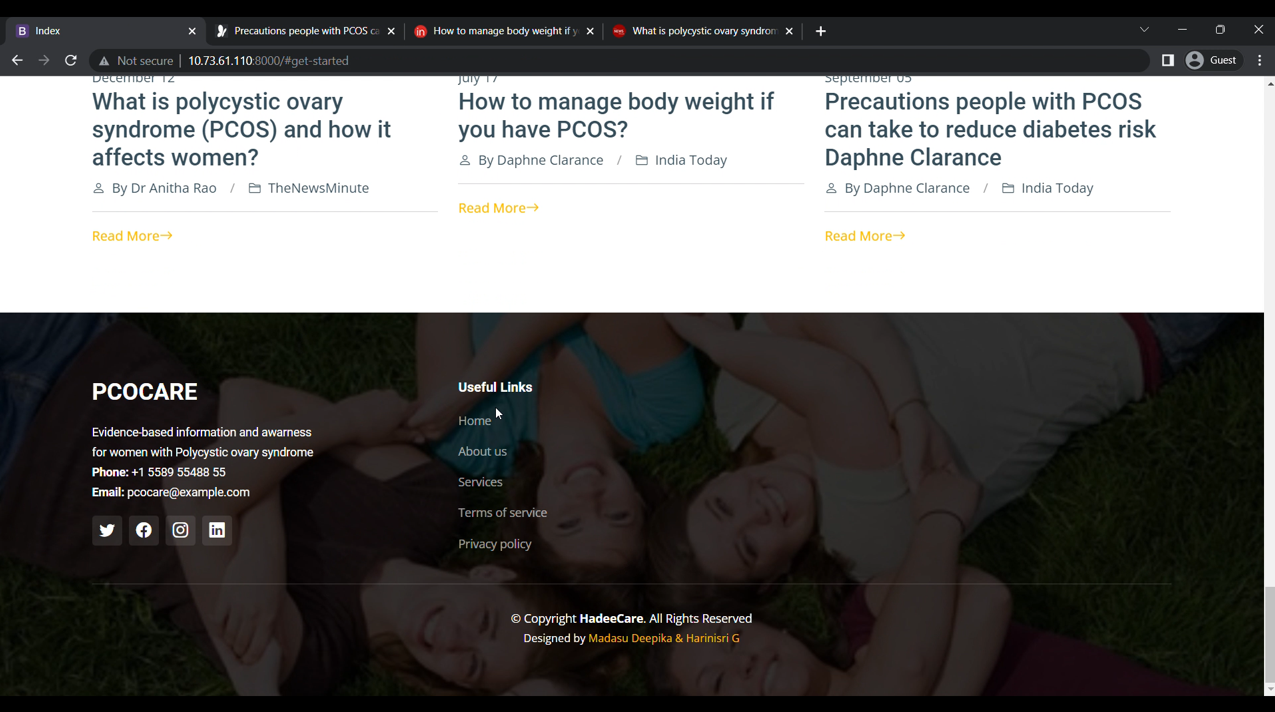 Index
Precautions people with PCOS ca
How to manage body weight if y
What is polycystic ovary syndrom
Not secure | 10.73.61.110:8000/#get-started
Guest
December 12
July 17
September 05
What is polycystic ovary
syndrome (PCOS) and how it
affects women?
By Dr Anitha Rao / TheNewsMinute
Read More→
How to manage body weight if
you have PCOS?
By Daphne Clarance / India Today
Read More→
Precautions people with PCOS
can take to reduce diabetes risk
Daphne Clarance
By Daphne Clarance / India Today
Read More→
PCOCARE
Evidence-based information and awarness
for women with Polycystic ovary syndrome
Phone: +1 5589 55488 55
Email: pcocare@example.com
Useful Links
Home
About us
Services
Terms of service
Privacy policy
© Copyright HadeeCare. All Rights Reserved
Designed by Madasu Deepika & Harinisri G